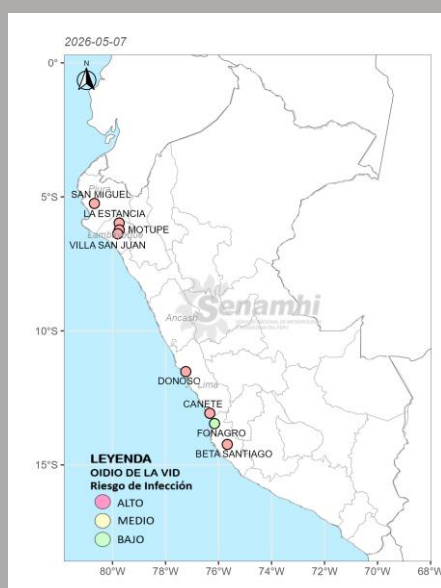 2026-05-07
N
0°
5°S
10°S
15°S
Piura
SAN MIGUEL
LA ESTANCIA
Lambayeque
MOTUPE
VILLA SAN JUAN
Senamhi
Ancash
DONOSO
Lima
CANETE
FONAGRO
BETA SANTIAGO
LEYENDA
OIDIO DE LA VID
Riesgo de Infección
ALTO
MEDIO
BAJO
80°W 78°W 76°W 74°W 72°W 70°W 68°W